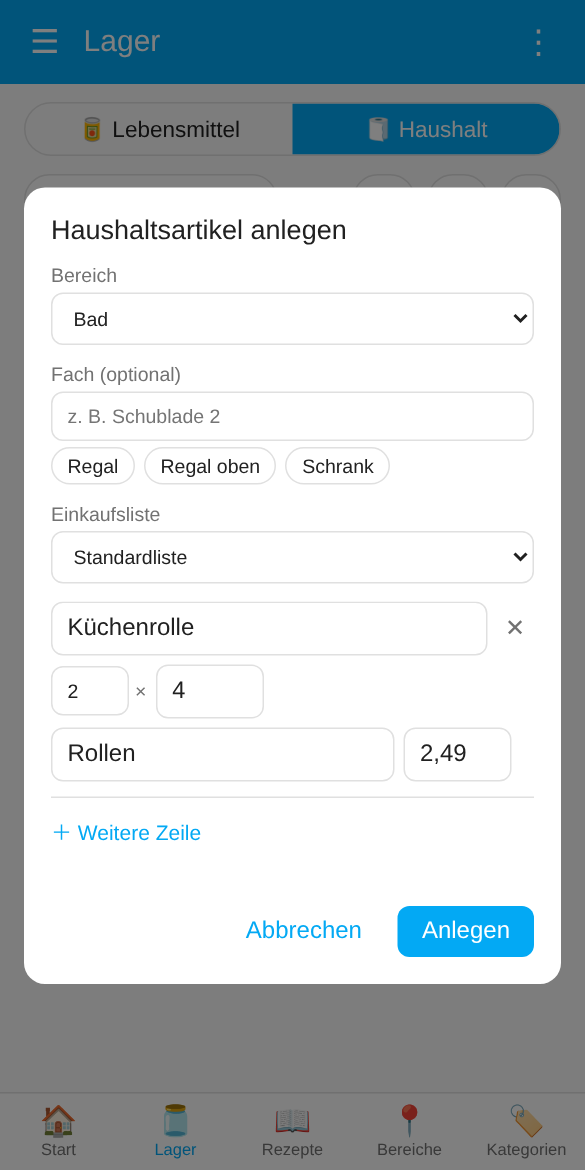 ☰ Lager ⋮
🥫 Lebensmittel 🧻 Haushalt
Haushaltsartikel anlegen
Bereich
Bad
Fach (optional)
z. B. Schublade 2
Regal Regal oben Schrank
Einkaufsliste
Standardliste
Küchenrolle ✕
2 × 4
Rollen 2,49
＋ Weitere Zeile
Abbrechen Anlegen
Start Lager Rezepte Bereiche Kategorien